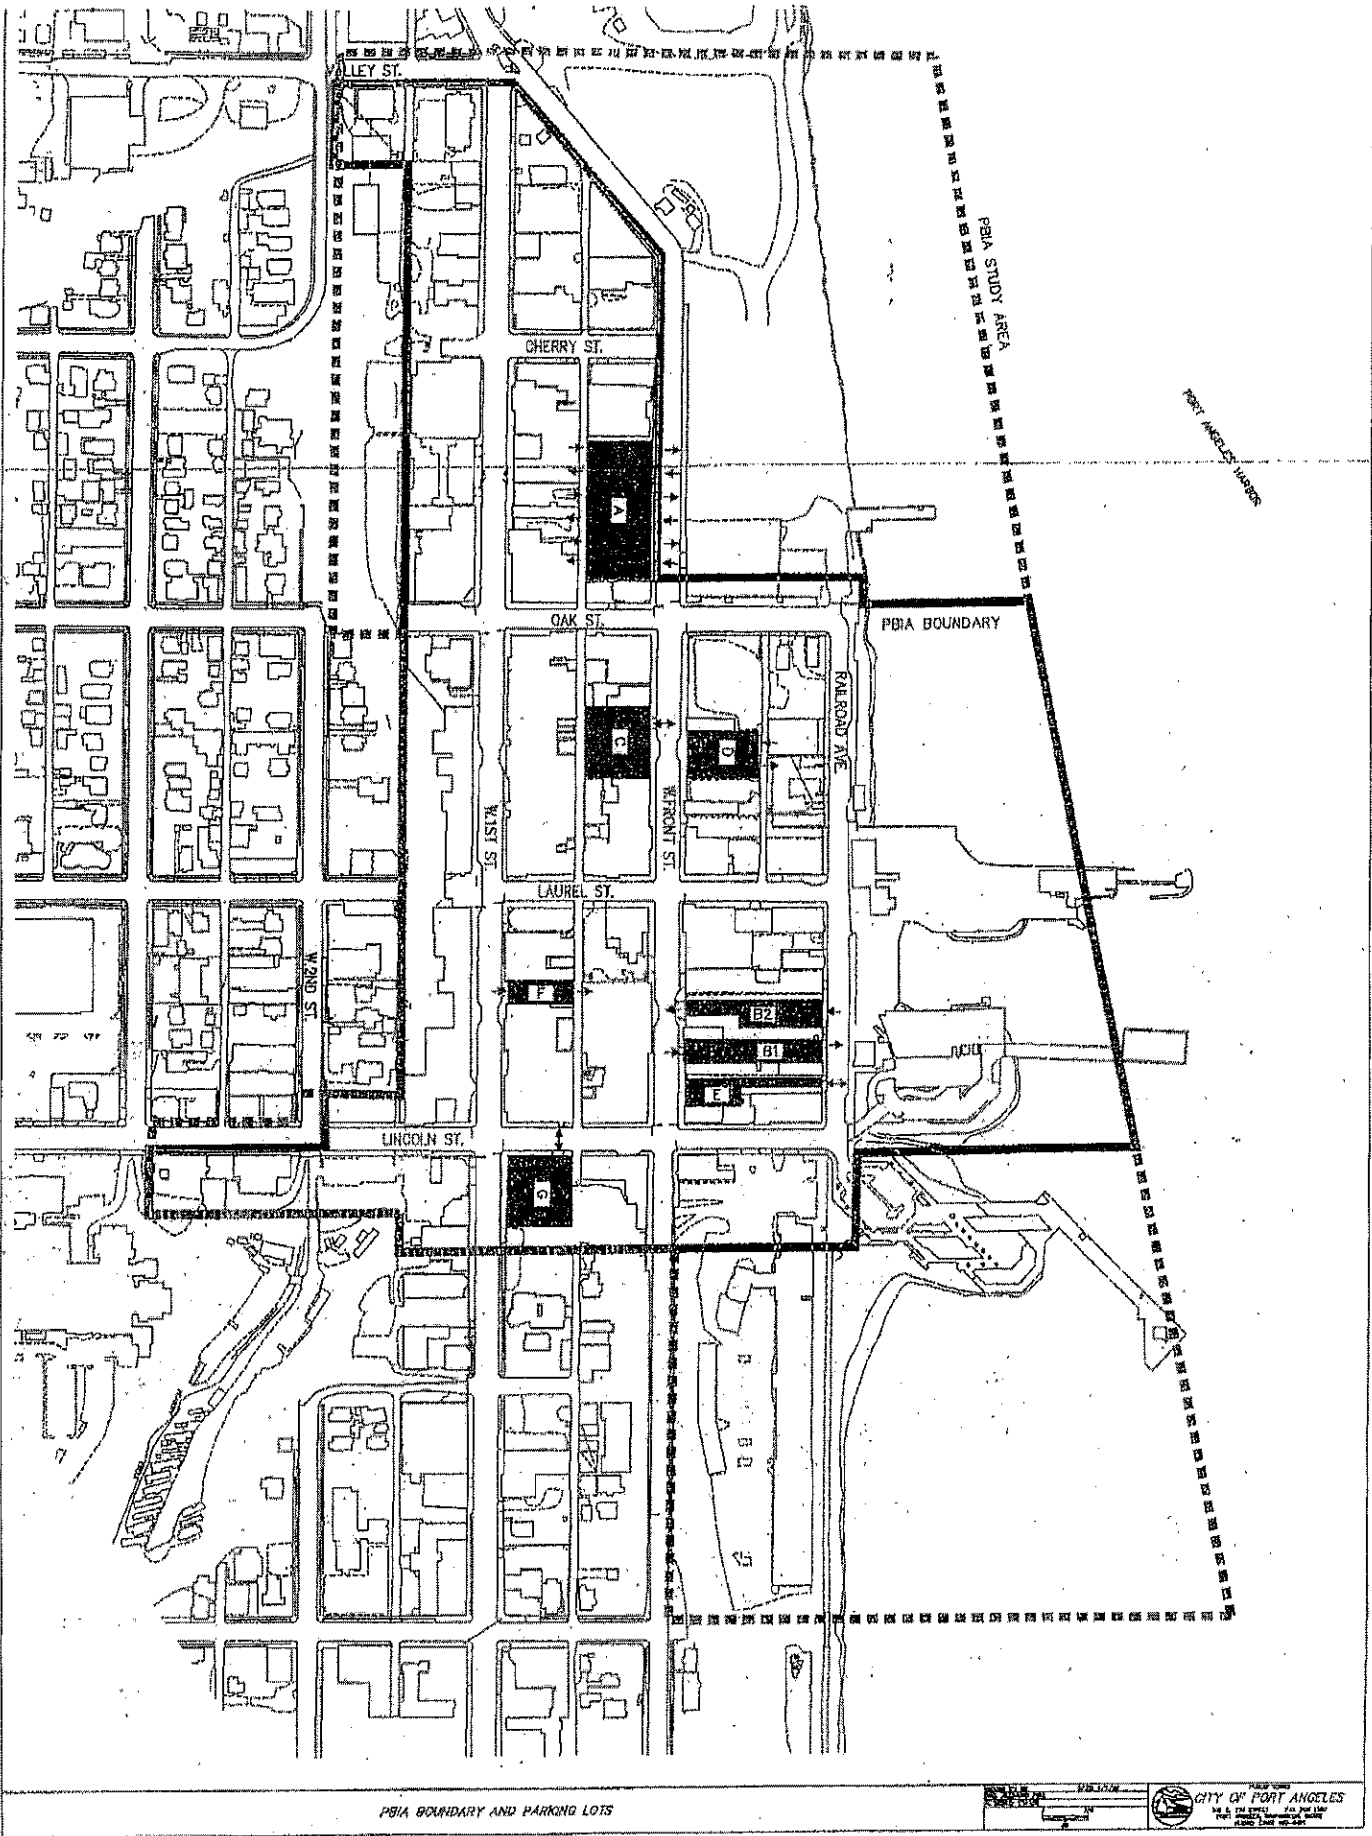 ALLEY ST.
PBIA STUDY AREA
PORT ANGELES HARBOR
CHERRY ST.
A
OAK ST.
PBIA BOUNDARY
RAILROAD AVE.
C
D
W.FRONT ST.
W.1ST ST.
LAUREL ST.
W.2ND ST.
F
B2
B1
E
LINCOLN ST.
G
PBIA BOUNDARY AND PARKING LOTS
CITY OF PORT ANGELES